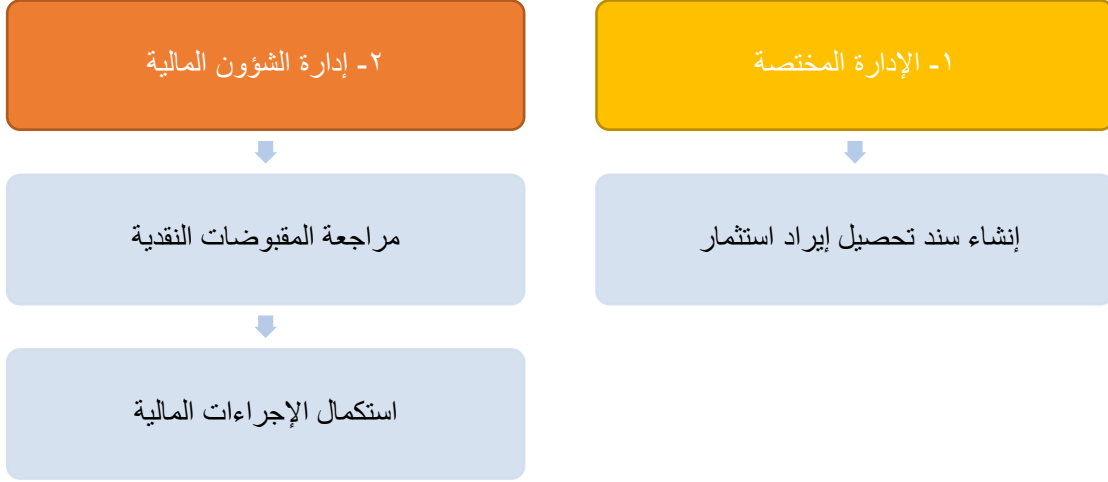 ١- الإدارة المختصة
إنشاء سند تحصيل إيراد استثمار
٢- إدارة الشؤون المالية
مراجعة المقبوضات النقدية
استكمال الإجراءات المالية